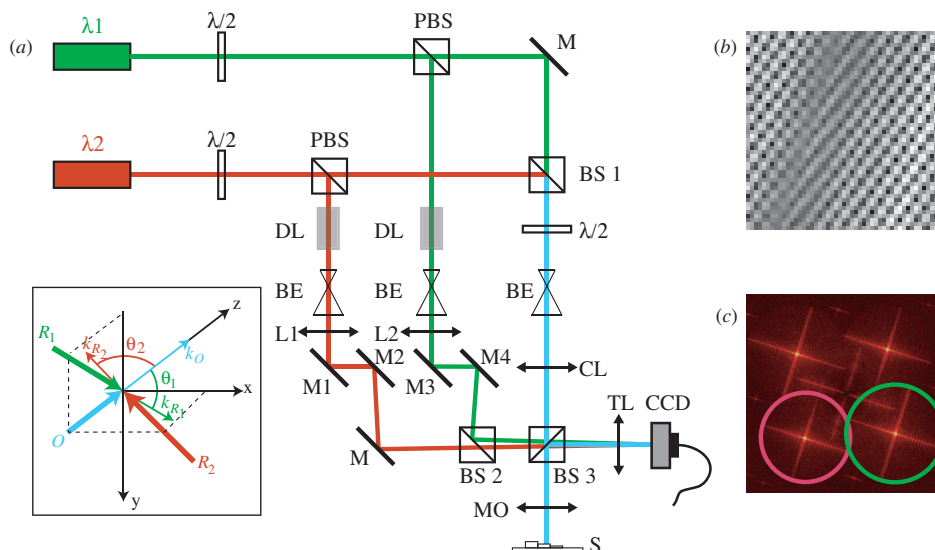 (a)
λ1
λ/2
PBS
M
(b)
λ2
λ/2
PBS
BS 1
DL
DL
λ/2
BE
BE
BE
L1
L2
M1
M2
M3
M4
CL
TL
CCD
M
BS 2
BS 3
MO
S
z
R1
kR2
θ2
kO
θ1
x
kR1
O
R2
y
(c)